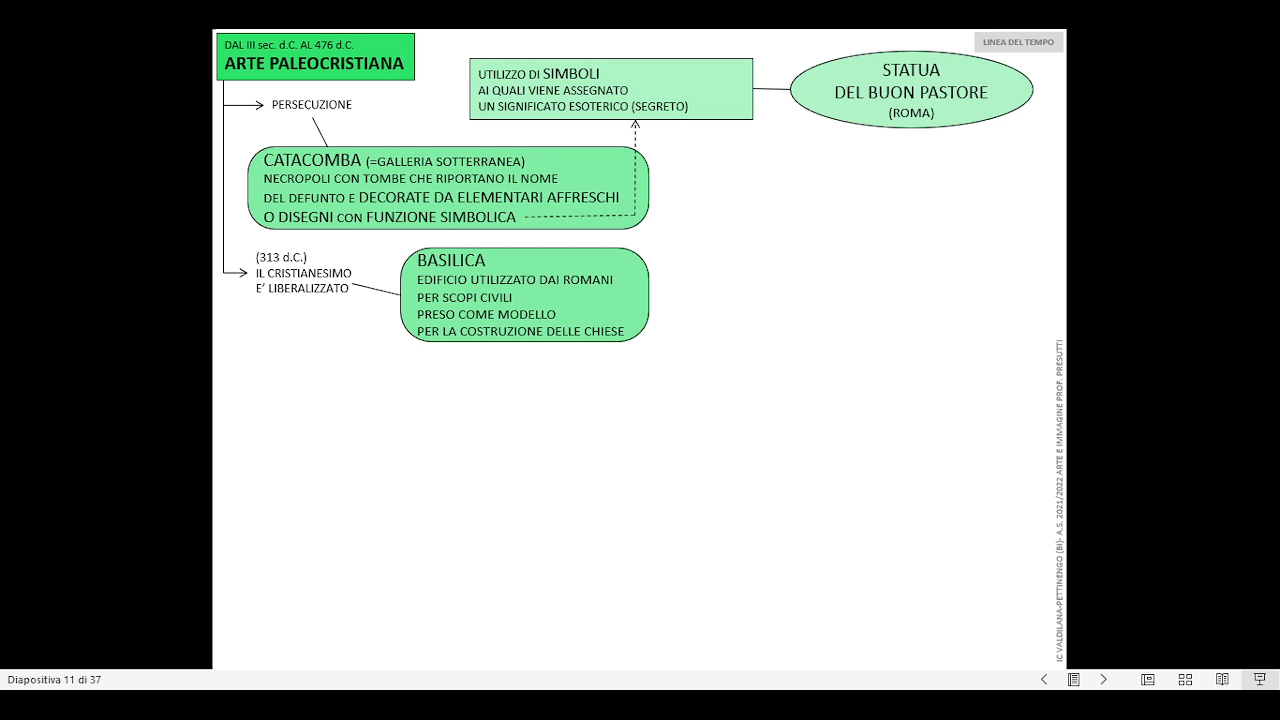 DAL III sec. d.C. AL 476 d.C.
ARTE PALEOCRISTIANA
LINEA DEL TEMPO
UTILIZZO DI SIMBOLI
AI QUALI VIENE ASSEGNATO
UN SIGNIFICATO ESOTERICO (SEGRETO)
STATUA
DEL BUON PASTORE
(ROMA)
PERSECUZIONE
CATACOMBA (=GALLERIA SOTTERRANEA)
NECROPOLI CON TOMBE CHE RIPORTANO IL NOME
DEL DEFUNTO E DECORATE DA ELEMENTARI AFFRESCHI
O DISEGNI CON FUNZIONE SIMBOLICA
(313 d.C.)
IL CRISTIANESIMO
E' LIBERALIZZATO
BASILICA
EDIFICIO UTILIZZATO DAI ROMANI
PER SCOPI CIVILI
PRESO COME MODELLO
PER LA COSTRUZIONE DELLE CHIESE
IC VALDILANA-PETTINENGO (BI)- A.S. 2021/2022 ARTE E IMMAGINE PROF. PRESUTTI
Diapositiva 11 di 37